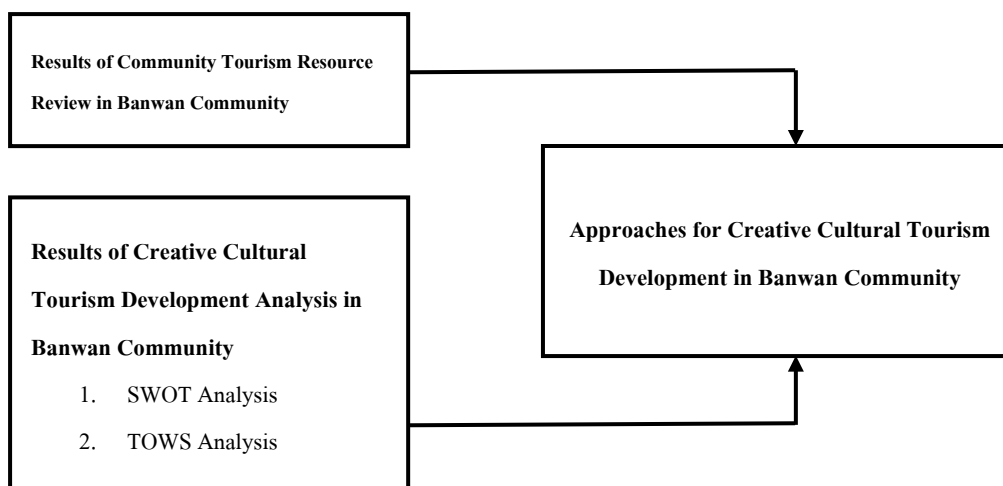 Results of Community Tourism Resource
Review in Banwan Community
Results of Creative Cultural
Tourism Development Analysis in
Banwan Community
1. SWOT Analysis
2. TOWS Analysis
Approaches for Creative Cultural Tourism
Development in Banwan Community